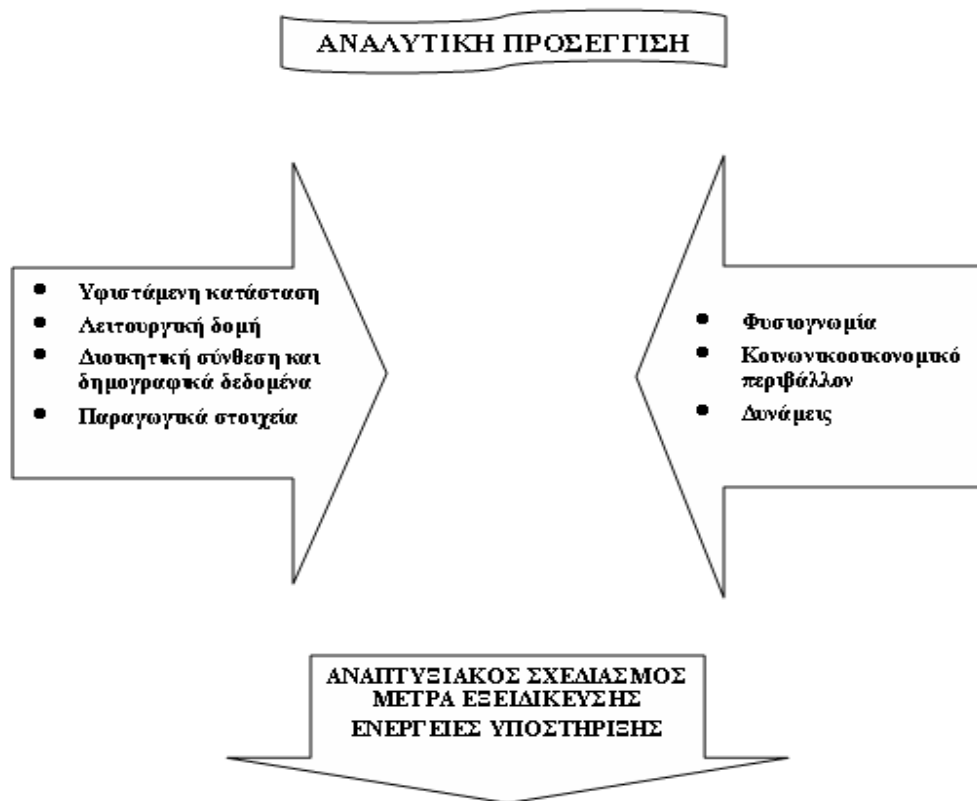 ΑΝΑΛΥΤΙΚΗ ΠΡΟΣΕΓΓΙΣΗ
● Υφιστάμενη κατάσταση
● Λειτουργική δομή
● Διοικητική σύνθεση και
δημογραφικά δεδομένα
● Παραγωγικά στοιχεία
● Φυσιογνωμία
● Κοινωνικοοικονομικό
περιβάλλον
● Δυνάμεις
ΑΝΑΠΤΥΞΙΑΚΟΣ ΣΧΕΔΙΑΣΜΟΣ
ΜΕΤΡΑ ΕΞΕΙΔΙΚΕΥΣΗΣ
ΕΝΕΡΓΕΙΕΣ ΥΠΟΣΤΗΡΙΞΗΣ